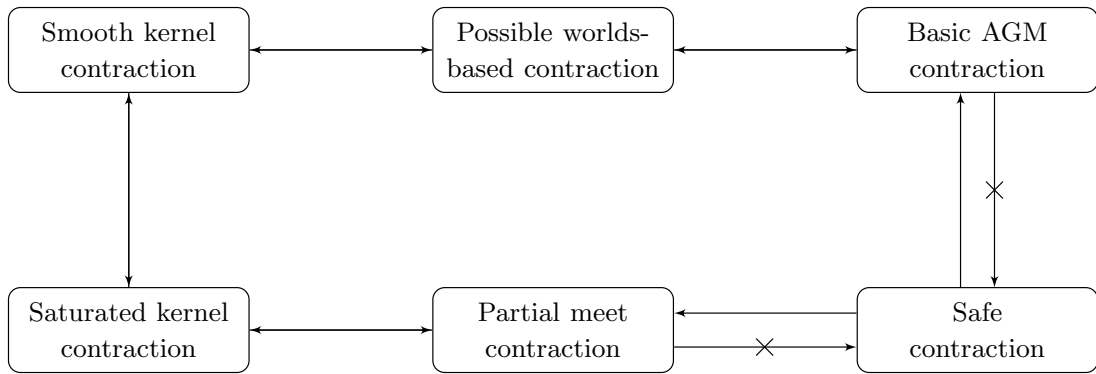 Smooth kernel
contraction
Possible worlds-
based contraction
Basic AGM
contraction
Saturated kernel
contraction
Partial meet
contraction
Safe
contraction